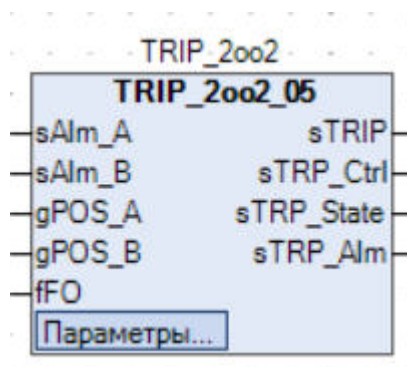 TRIP_2oo2
TRIP_2oo2_05
sAlm_A sTRIP
sAlm_B sTRP_Ctrl
gPOS_A sTRP_State
gPOS_B sTRP_Alm
fFO
Параметры...